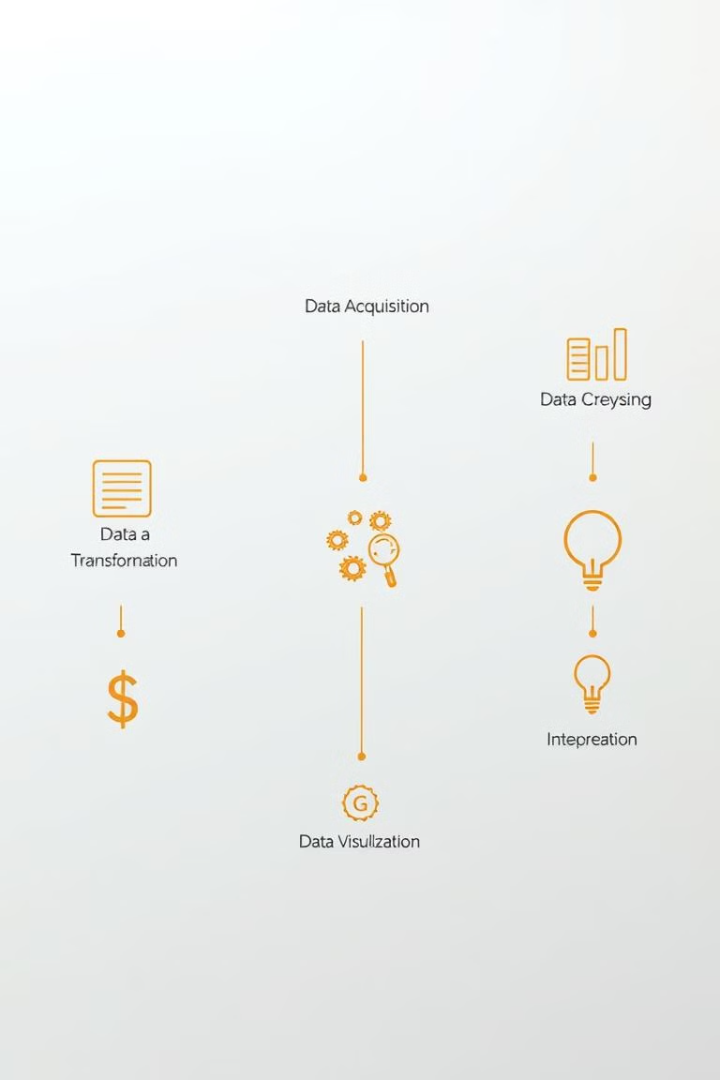 Data Acquisition
Data Creysing
Data a
Transfornation
$
Intepreation
G
Data Visullzation